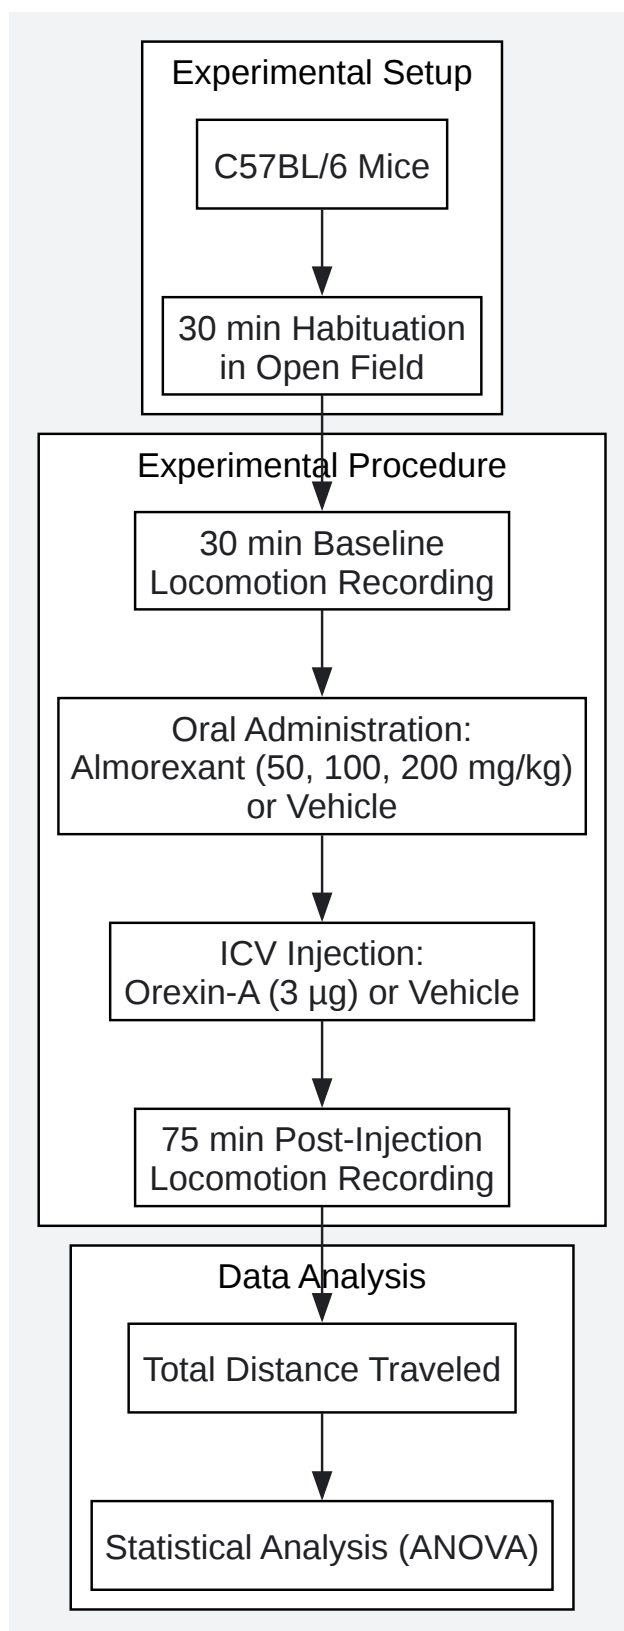 Experimental Setup
C57BL/6 Mice
30 min Habituation
in Open Field
Experimental Procedure
30 min Baseline
Locomotion Recording
Oral Administration:
Almorexant (50, 100, 200 mg/kg)
or Vehicle
ICV Injection:
Orexin-A (3 µg) or Vehicle
75 min Post-Injection
Locomotion Recording
Data Analysis
Total Distance Traveled
Statistical Analysis (ANOVA)